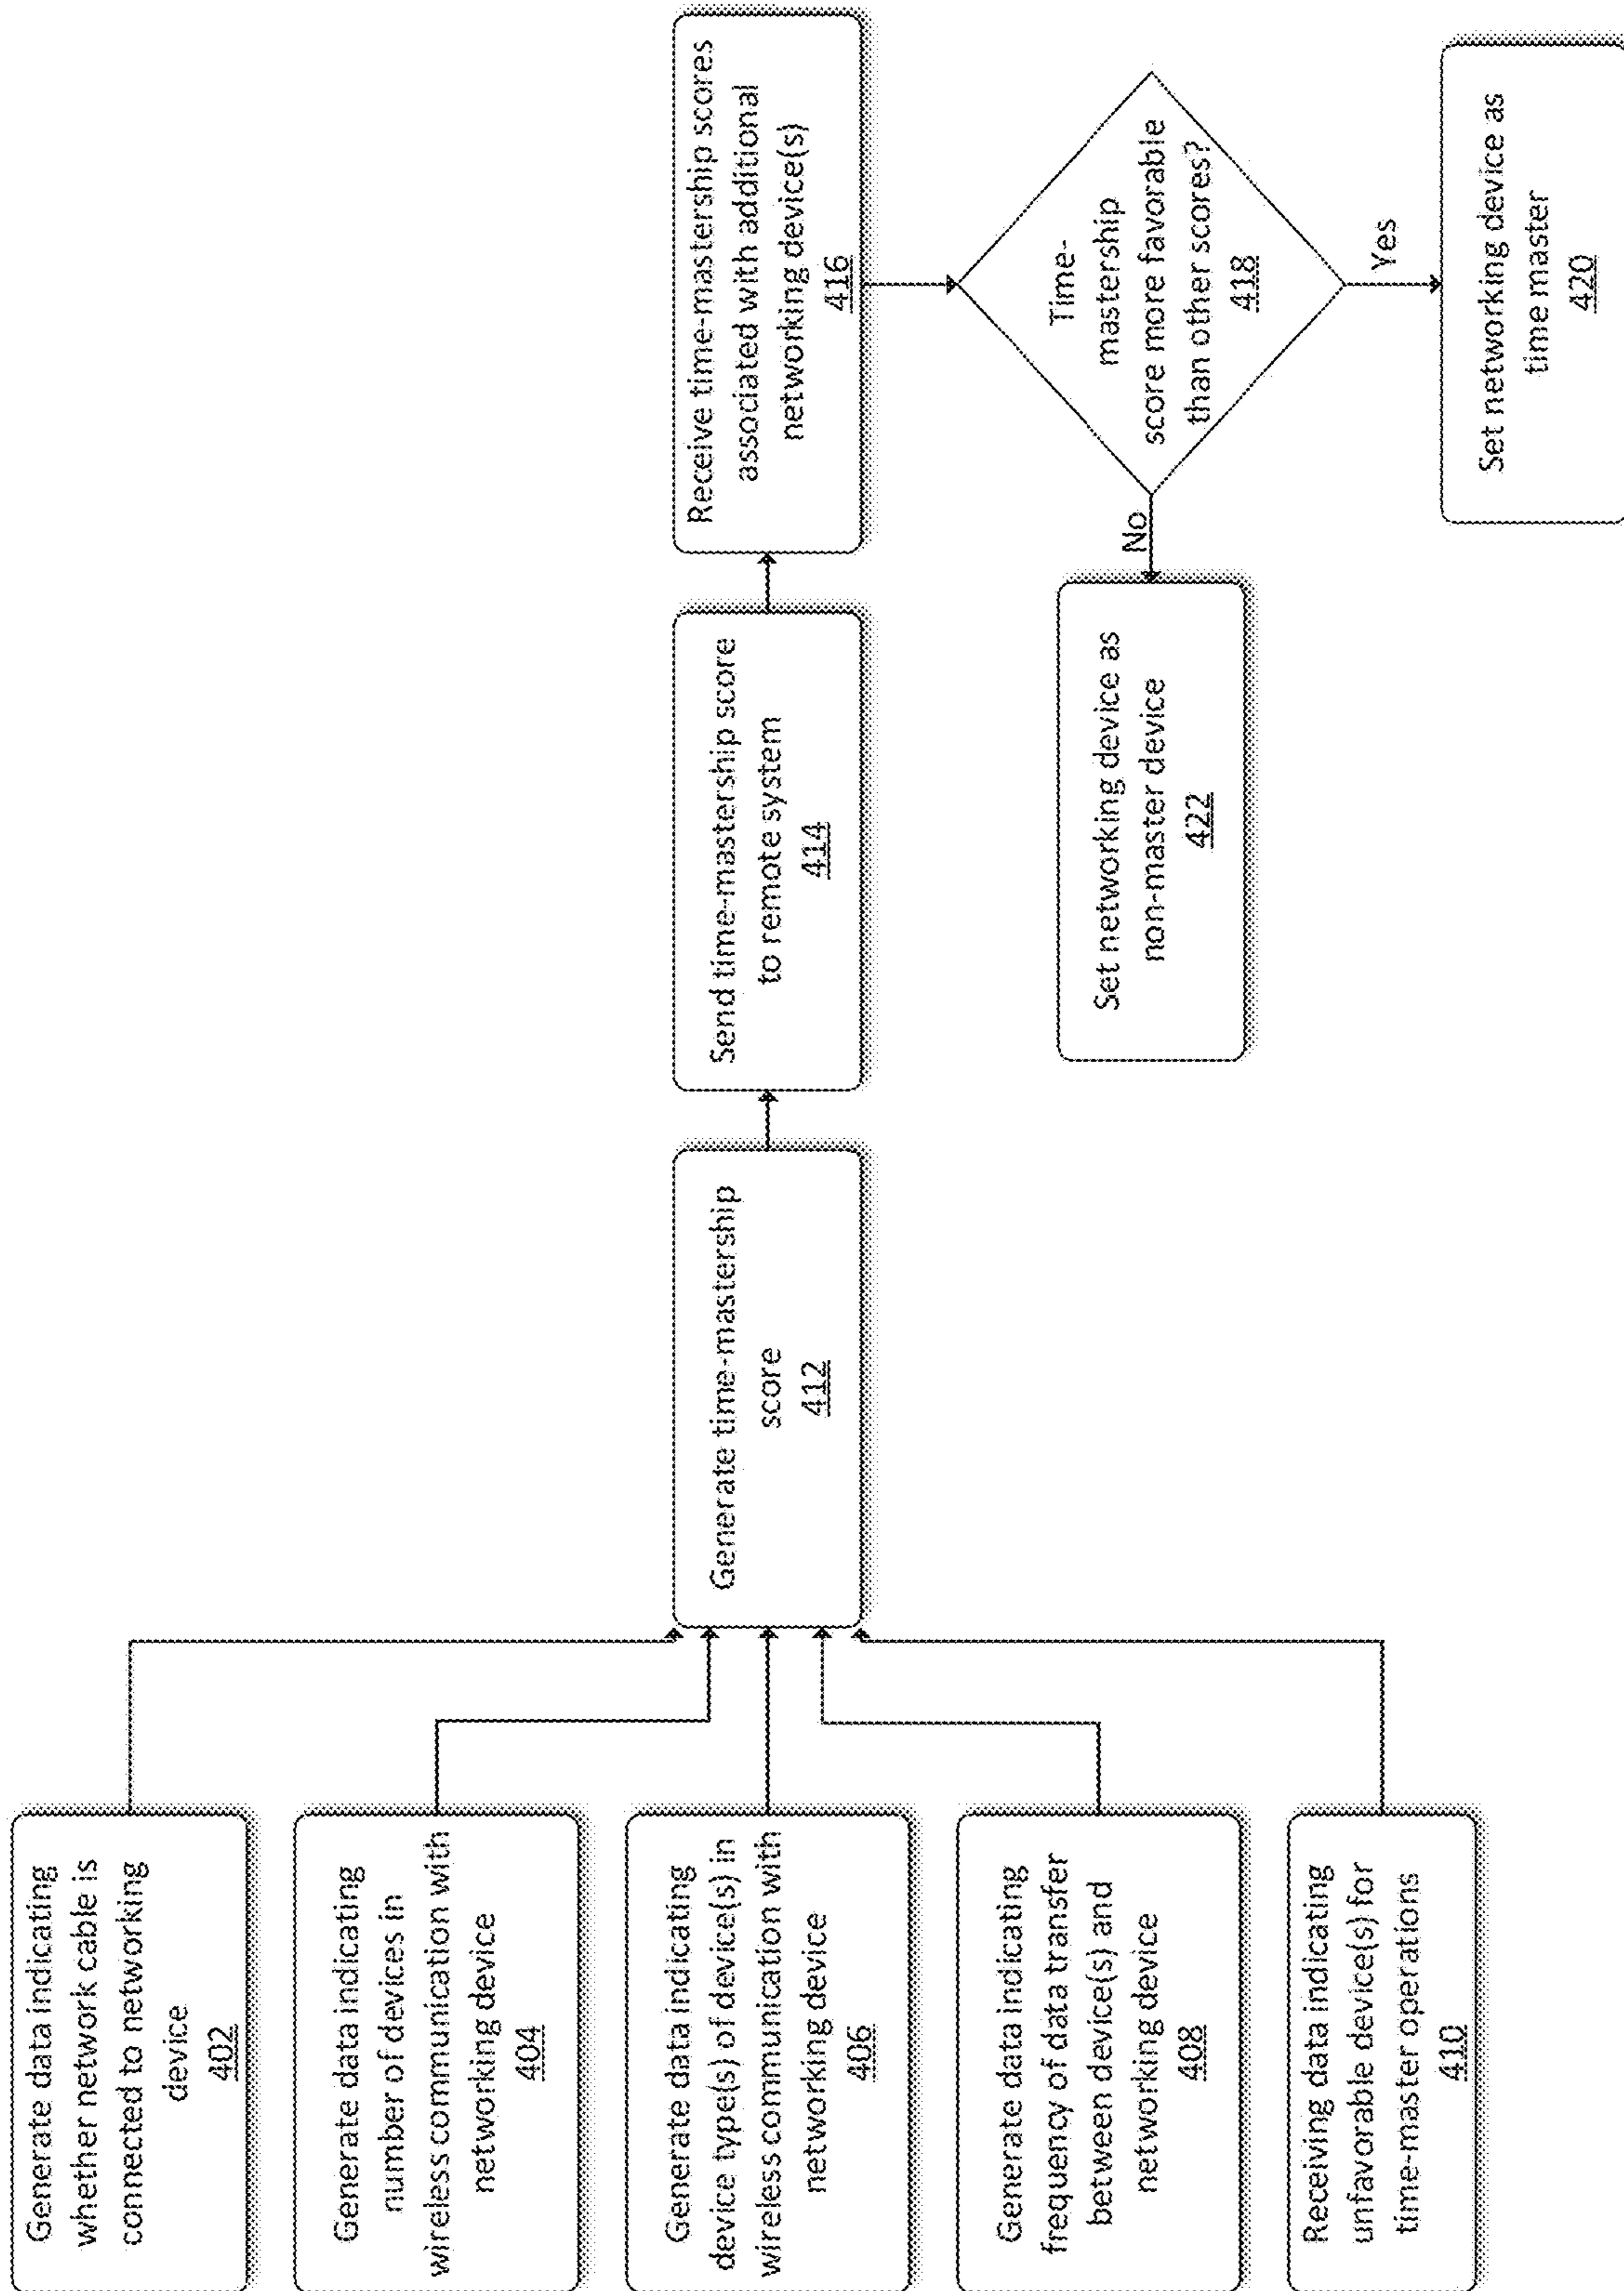 Generate data indicating
whether network cable is
connected to networking
device
402
Generate data indicating
number of devices in
wireless communication with
networking device
404
Generate data indicating
device type(s) of device(s) in
wireless communication with
networking device
406
Generate data indicating
frequency of data transfer
between device(s) and
networking device
408
Receiving data indicating
unfavorable device(s) for
time-master operations
410
Generate time-mastership
score
412
Send time-mastership score
to remote system
414
Receive time-mastership scores
associated with additional
networking device(s)
416
Time-
mastership
score more favorable
than other scores?
418
No
Yes
Set networking device as
non-master device
422
Set networking device as
time master
420